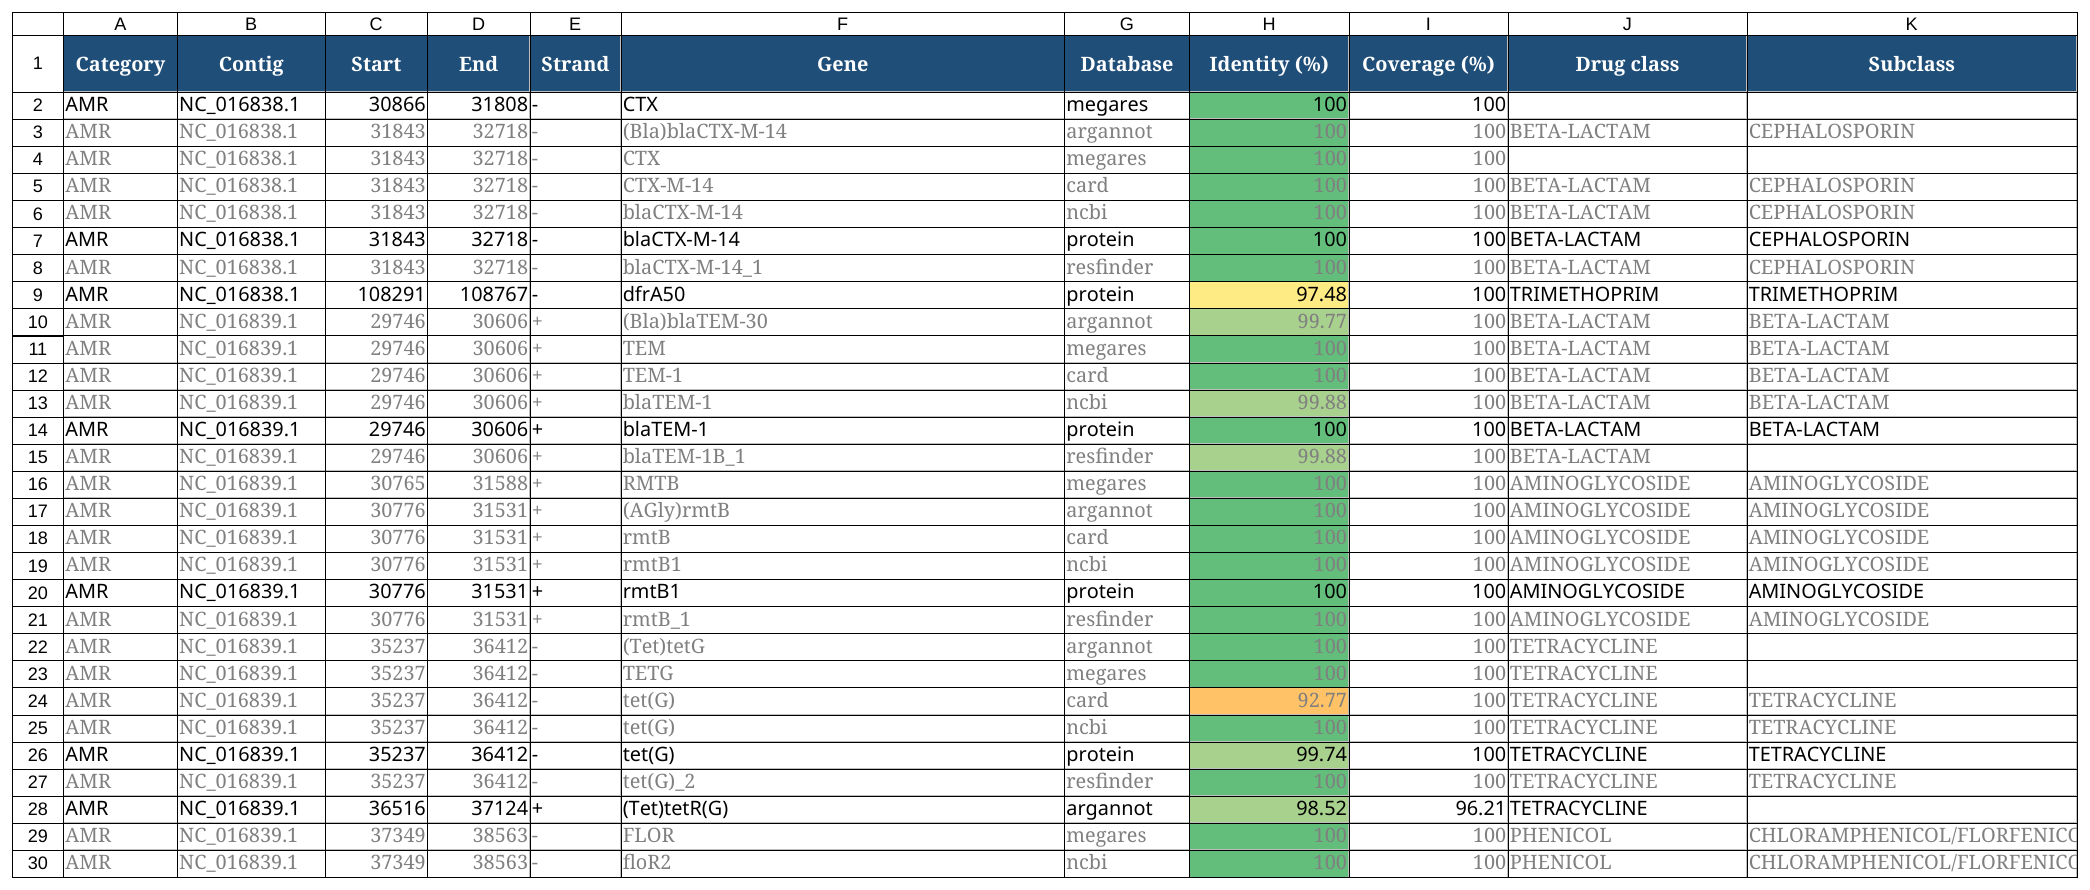 A B C D E F G H I J K
1 Category Contig Start End Strand Gene Database Identity (%) Coverage (%) Drug class Subclass
2 AMR NC_016838.1 30866 31808 - CTX megares 100 100
3 AMR NC_016838.1 31843 32718 - (Bla)blaCTX-M-14 argannot 100 100 BETA-LACTAM CEPHALOSPORIN
4 AMR NC_016838.1 31843 32718 - CTX megares 100 100
5 AMR NC_016838.1 31843 32718 - CTX-M-14 card 100 100 BETA-LACTAM CEPHALOSPORIN
6 AMR NC_016838.1 31843 32718 - blaCTX-M-14 ncbi 100 100 BETA-LACTAM CEPHALOSPORIN
7 AMR NC_016838.1 31843 32718 - blaCTX-M-14 protein 100 100 BETA-LACTAM CEPHALOSPORIN
8 AMR NC_016838.1 31843 32718 - blaCTX-M-14_1 resfinder 100 100 BETA-LACTAM CEPHALOSPORIN
9 AMR NC_016838.1 108291 108767 - dfrA50 protein 97.48 100 TRIMETHOPRIM TRIMETHOPRIM
10 AMR NC_016839.1 29746 30606 + (Bla)blaTEM-30 argannot 99.77 100 BETA-LACTAM BETA-LACTAM
11 AMR NC_016839.1 29746 30606 + TEM megares 100 100 BETA-LACTAM BETA-LACTAM
12 AMR NC_016839.1 29746 30606 + TEM-1 card 100 100 BETA-LACTAM BETA-LACTAM
13 AMR NC_016839.1 29746 30606 + blaTEM-1 ncbi 99.88 100 BETA-LACTAM BETA-LACTAM
14 AMR NC_016839.1 29746 30606 + blaTEM-1 protein 100 100 BETA-LACTAM BETA-LACTAM
15 AMR NC_016839.1 29746 30606 + blaTEM-1B_1 resfinder 99.88 100 BETA-LACTAM
16 AMR NC_016839.1 30765 31588 + RMTB megares 100 100 AMINOGLYCOSIDE AMINOGLYCOSIDE
17 AMR NC_016839.1 30776 31531 + (AGly)rmtB argannot 100 100 AMINOGLYCOSIDE AMINOGLYCOSIDE
18 AMR NC_016839.1 30776 31531 + rmtB card 100 100 AMINOGLYCOSIDE AMINOGLYCOSIDE
19 AMR NC_016839.1 30776 31531 + rmtB1 ncbi 100 100 AMINOGLYCOSIDE AMINOGLYCOSIDE
20 AMR NC_016839.1 30776 31531 + rmtB1 protein 100 100 AMINOGLYCOSIDE AMINOGLYCOSIDE
21 AMR NC_016839.1 30776 31531 + rmtB_1 resfinder 100 100 AMINOGLYCOSIDE AMINOGLYCOSIDE
22 AMR NC_016839.1 35237 36412 - (Tet)tetG argannot 100 100 TETRACYCLINE
23 AMR NC_016839.1 35237 36412 - TETG megares 100 100 TETRACYCLINE
24 AMR NC_016839.1 35237 36412 - tet(G) card 92.77 100 TETRACYCLINE TETRACYCLINE
25 AMR NC_016839.1 35237 36412 - tet(G) ncbi 100 100 TETRACYCLINE TETRACYCLINE
26 AMR NC_016839.1 35237 36412 - tet(G) protein 99.74 100 TETRACYCLINE TETRACYCLINE
27 AMR NC_016839.1 35237 36412 - tet(G)_2 resfinder 100 100 TETRACYCLINE TETRACYCLINE
28 AMR NC_016839.1 36516 37124 + (Tet)tetR(G) argannot 98.52 96.21 TETRACYCLINE
29 AMR NC_016839.1 37349 38563 - FLOR megares 100 100 PHENICOL CHLORAMPHENICOL/FLORFENICO
30 AMR NC_016839.1 37349 38563 - floR2 ncbi 100 100 PHENICOL CHLORAMPHENICOL/FLORFENICO